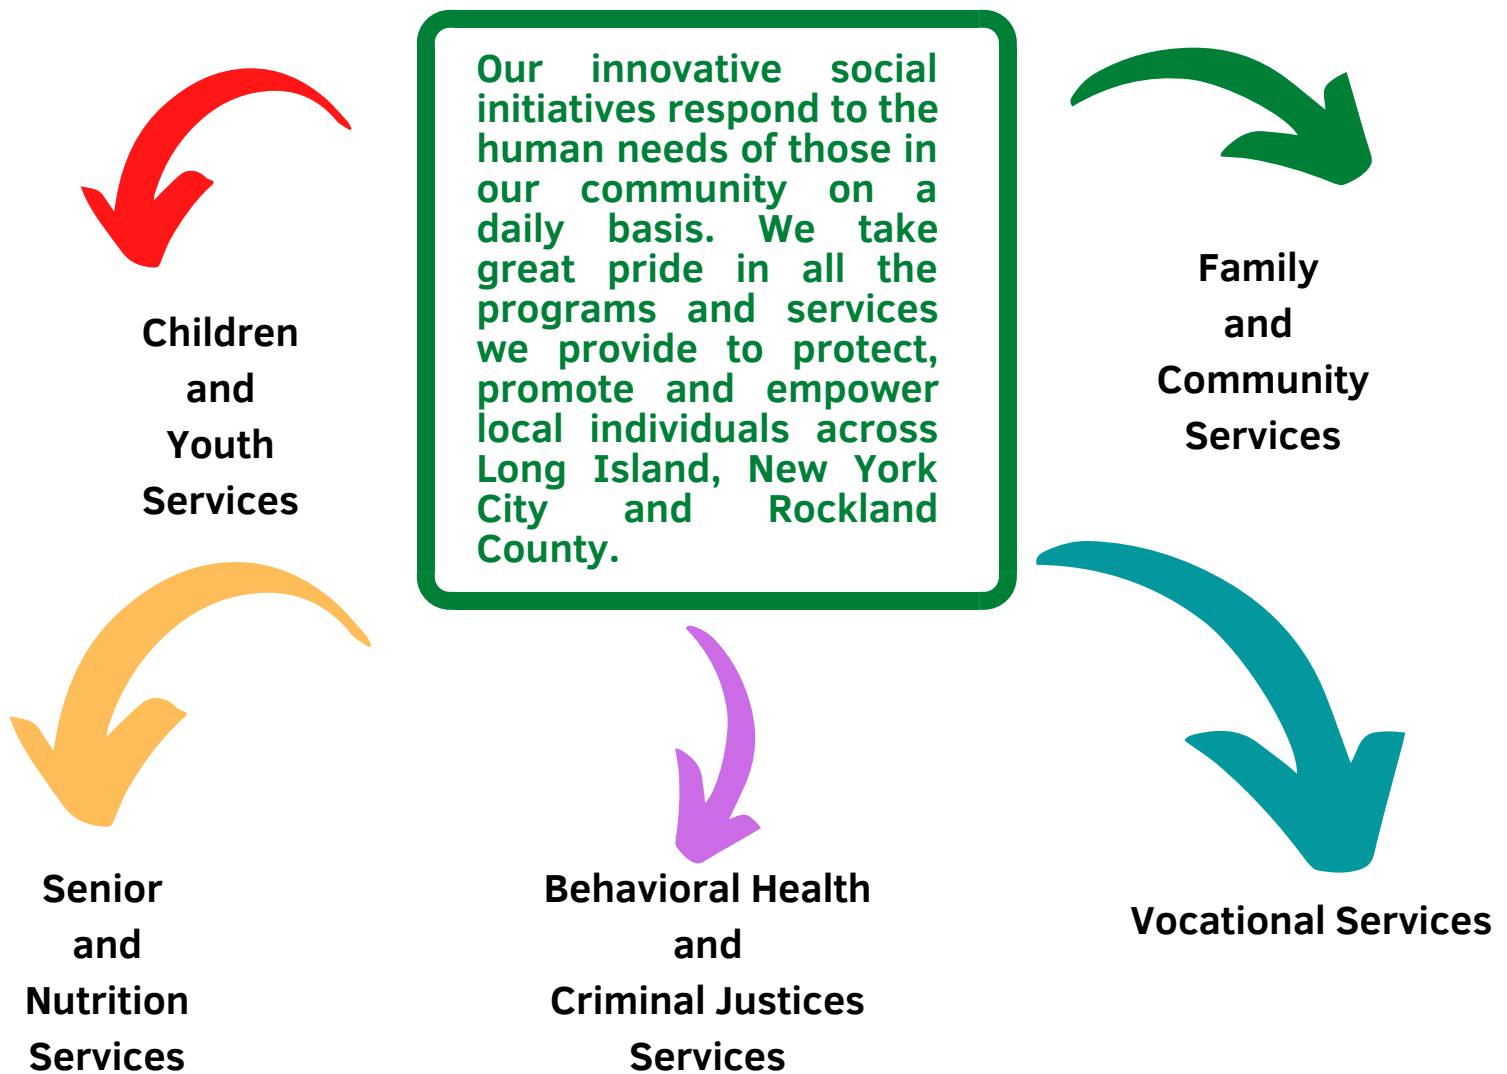 Our innovative social
initiatives respond to the
human needs of those in
our community on a
daily basis. We take
great pride in all the
programs and services
we provide to protect,
promote and empower
local individuals across
Long Island, New York
City and Rockland
County.
Children
and
Youth
Services
Family
and
Community
Services
Senior
and
Nutrition
Services
Behavioral Health
and
Criminal Justices
Services
Vocational Services